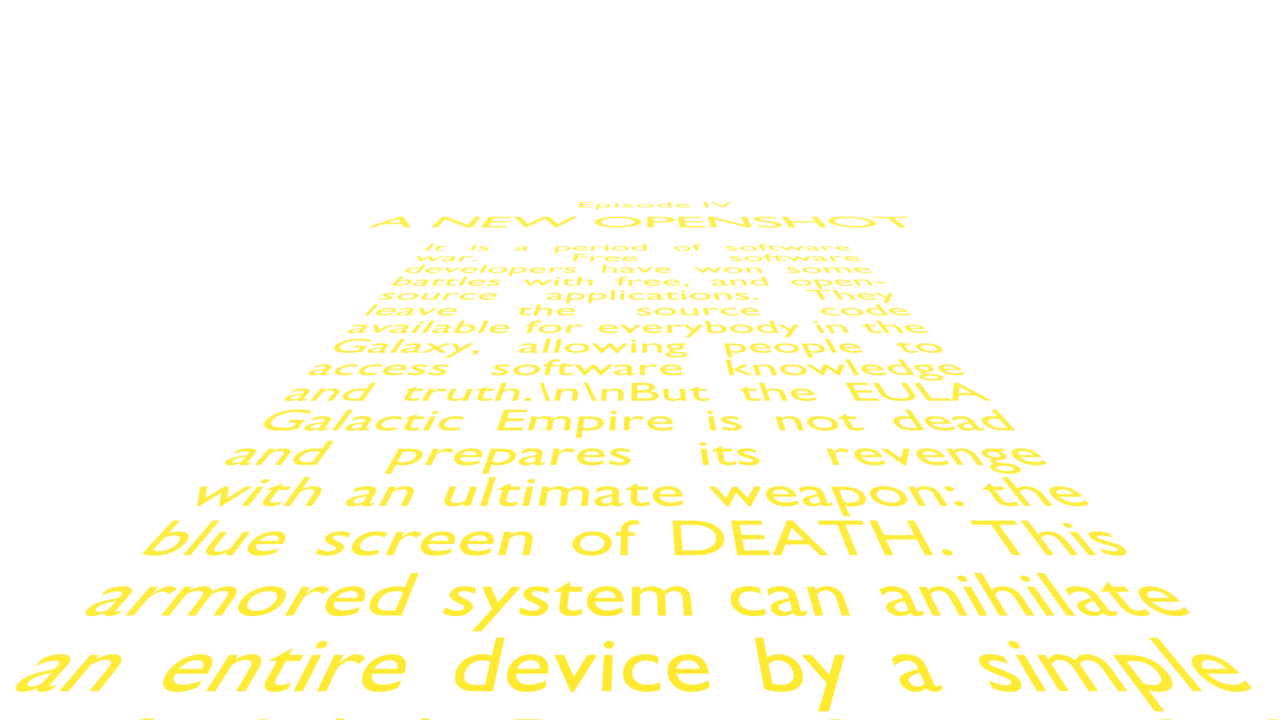 Episode IV
A NEW OPENSHOT
It is a period of software
war. Free software
developers have won some
battles with free, and open-
source applications. They
leave the source code
available for everybody in the
Galaxy, allowing people to
access software knowledge
and truth.\n\nBut the EULA
Galactic Empire is not dead
and prepares its revenge
with an ultimate weapon: the
blue screen of DEATH. This
armored system can anihilate
an entire device by a simple